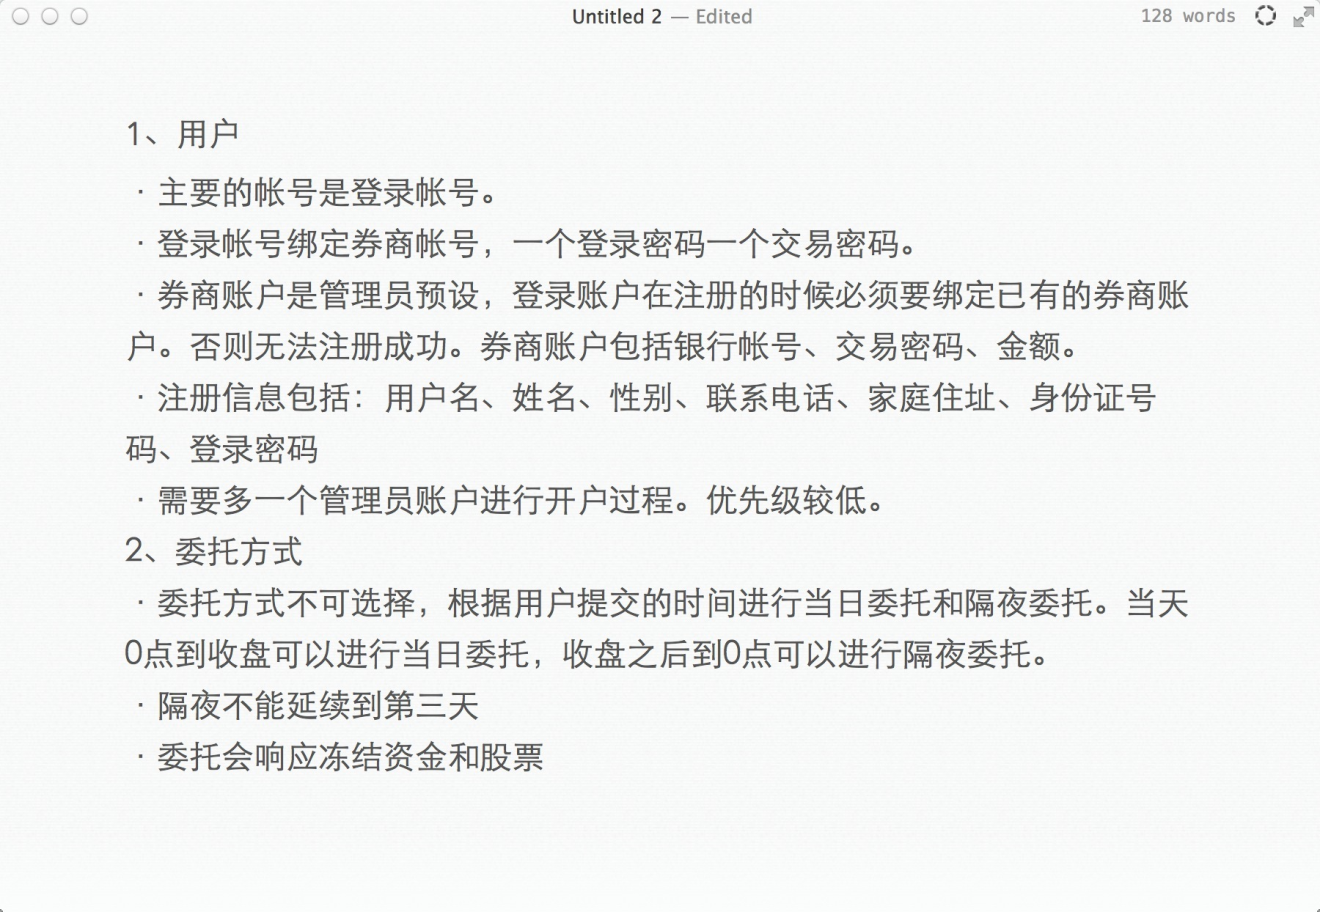 Untitled 2 — Edited
128 words
1、用户
· 主要的帐号是登录帐号。
· 登录帐号绑定券商帐号，一个登录密码一个交易密码。
· 券商账户是管理员预设，登录账户在注册的时候必须要绑定已有的券商账
户。否则无法注册成功。券商账户包括银行帐号、交易密码、金额。
· 注册信息包括：用户名、姓名、性别、联系电话、家庭住址、身份证号
码、登录密码
· 需要多一个管理员账户进行开户过程。优先级较低。
2、委托方式
· 委托方式不可选择，根据用户提交的时间进行当日委托和隔夜委托。当天
0点到收盘可以进行当日委托，收盘之后到0点可以进行隔夜委托。
· 隔夜不能延续到第三天
· 委托会响应冻结资金和股票